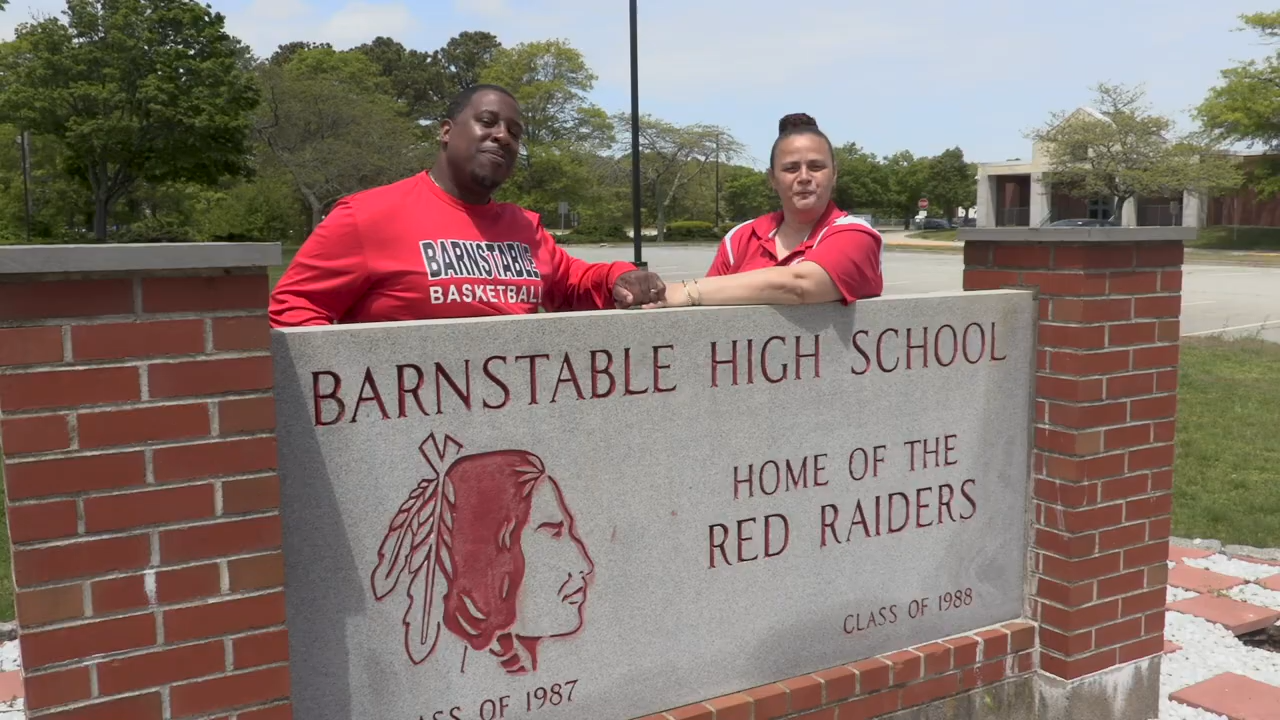 BARNSTABLE
BASKETBALL
BARNSTABLE HIGH SCHOOL
HOME OF THE
RED RAIDERS
CLASS OF 1988
OF 1987